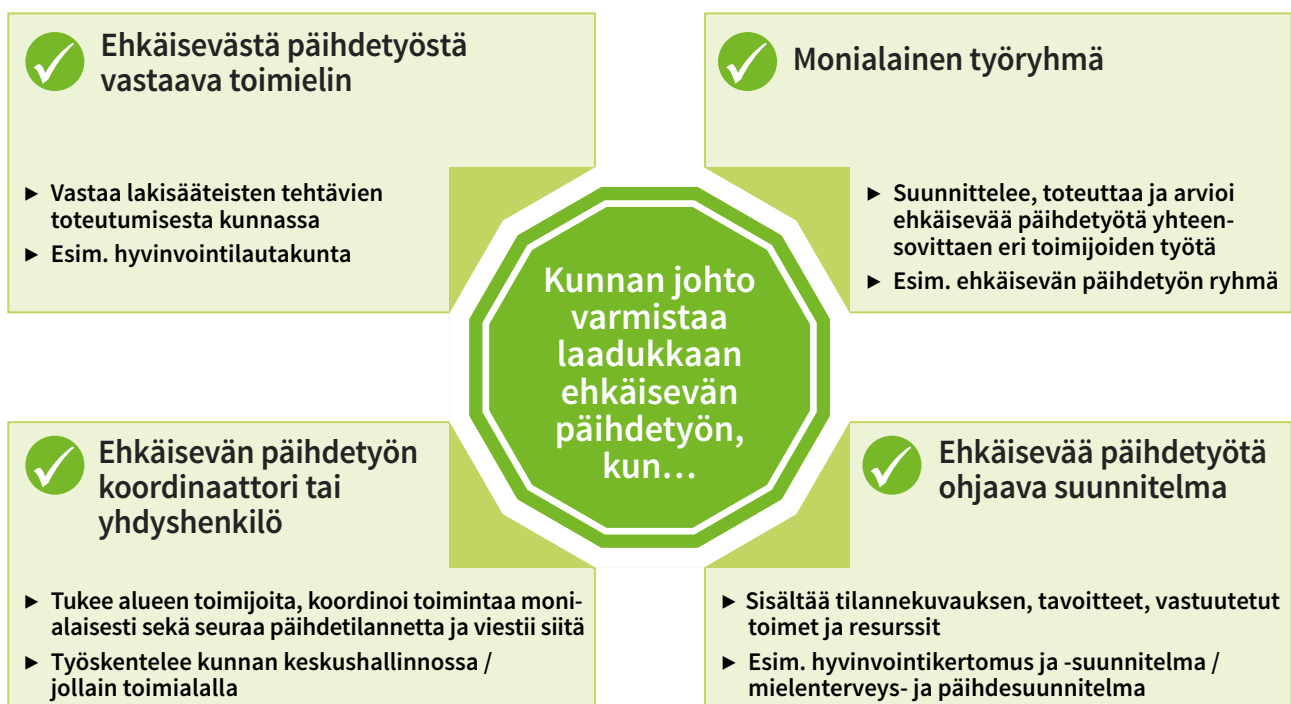 Ehkäisevästä päihdetyöstä
vastaava toimielin
▶ Vastaa lakisääteisten tehtävien
toteutumisesta kunnassa
▶ Esim. hyvinvointilautakunta
Monialainen työryhmä
▶ Suunnittelee, toteuttaa ja arvioi
ehkäisevää päihdetyötä yhteen-
sovittaen eri toimijoiden työtä
▶ Esim. ehkäisevän päihdetyön ryhmä
Kunnan johto
varmistaa
laadukkaan
ehkäisevän
päihdetyön,
kun…
Ehkäisevän päihdetyön
koordinaattori tai
yhdyshenkilö
▶ Tukee alueen toimijoita, koordinoi toimintaa moni-
alaisesti sekä seuraa päihdetilannetta ja viestii siitä
▶ Työskentelee kunnan keskushallinnossa /
jollain toimialalla
Ehkäisevää päihdetyötä
ohjaava suunnitelma
▶ Sisältää tilannekuvauksen, tavoitteet, vastuutetut
toimet ja resurssit
▶ Esim. hyvinvointikertomus ja -suunnitelma /
mielenterveys- ja päihdesuunnitelma